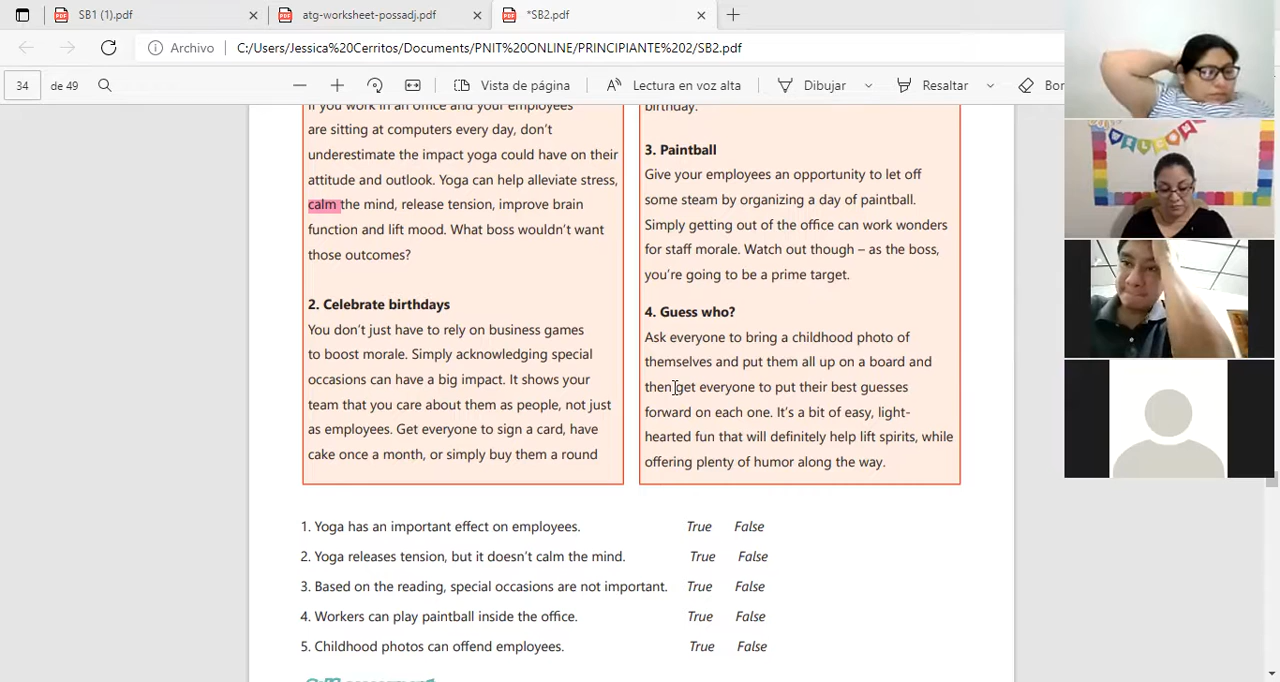 SB1 (1).pdf
atg-worksheet-possadj.pdf
*SB2.pdf
Archivo
C:/Users/Jessica%20Cerritos/Documents/PNIT%20ONLINE/PRINCIPIANTE%202/SB2.pdf
34 de 49
Vista de página
Lectura en voz alta
Dibujar
Resaltar
Bor
If you work in an office and your employees
are sitting at computers every day, don't
underestimate the impact yoga could have on their
attitude and outlook. Yoga can help alleviate stress,
calm the mind, release tension, improve brain
function and lift mood. What boss wouldn't want
those outcomes?
2. Celebrate birthdays
You don't just have to rely on business games
to boost morale. Simply acknowledging special
occasions can have a big impact. It shows your
team that you care about them as people, not just
as employees. Get everyone to sign a card, have
cake once a month, or simply buy them a round
birthday.
3. Paintball
Give your employees an opportunity to let off
some steam by organizing a day of paintball.
Simply getting out of the office can work wonders
for staff morale. Watch out though – as the boss,
you're going to be a prime target.
4. Guess who?
Ask everyone to bring a childhood photo of
themselves and put them all up on a board and
then get everyone to put their best guesses
forward on each one. It's a bit of easy, light-
hearted fun that will definitely help lift spirits, while
offering plenty of humor along the way.
1. Yoga has an important effect on employees. True False
2. Yoga releases tension, but it doesn't calm the mind. True False
3. Based on the reading, special occasions are not important. True False
4. Workers can play paintball inside the office. True False
5. Childhood photos can offend employees. True False